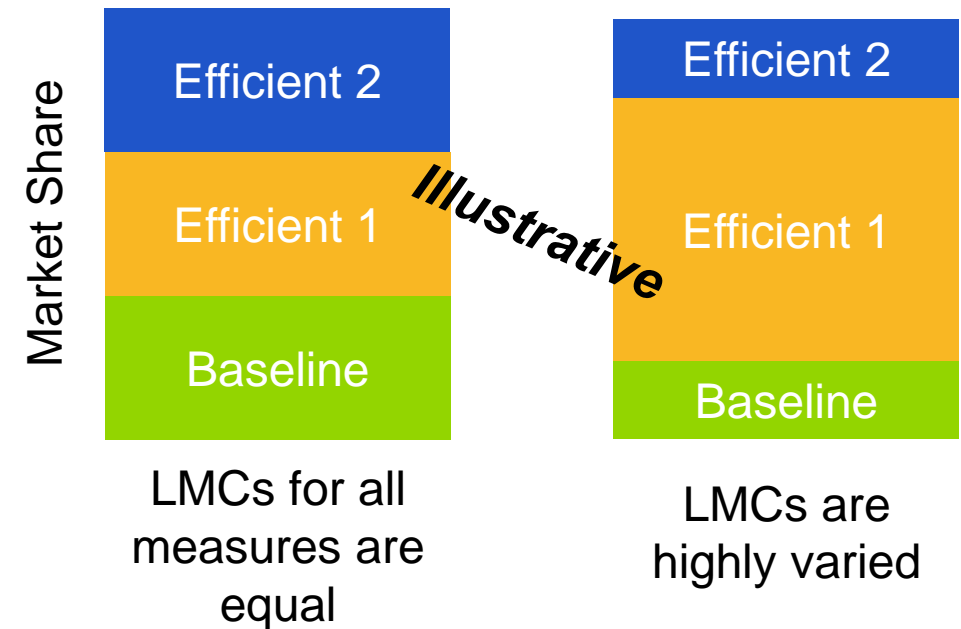 Market Share
Efficient 2
Efficient 1
Baseline
LMCs for all
measures are
equal
Illustrative
Efficient 2
Efficient 1
Baseline
LMCs are
highly varied